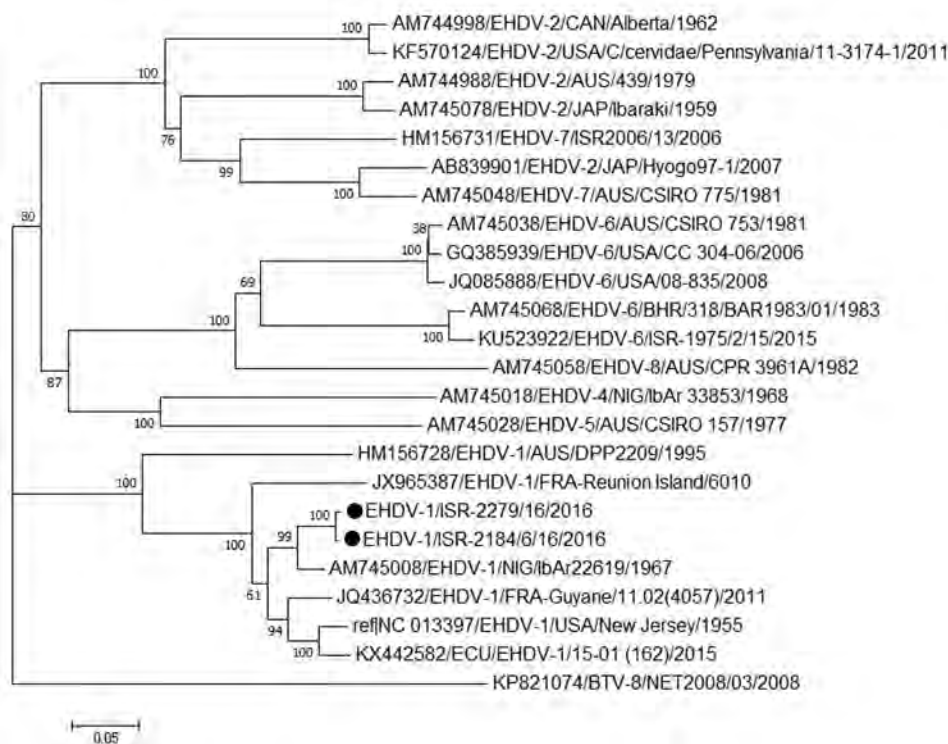 AM744998/EHDV-2/CAN/Alberta/1962
100
KF570124/EHDV-2/USA/C/cervidae/Pennsylvania/11-3174-1/2011
100
AM744988/EHDV-2/AUS/439/1979
100
AM745078/EHDV-2/JAP/Ibaraki/1959
76
HM156731/EHDV-7/ISR2006/13/2006
99
AB839901/EHDV-2/JAP/Hyogo97-1/2007
100
AM745048/EHDV-7/AUS/CSIRO 775/1981
80
AM745038/EHDV-6/AUS/CSIRO 753/1981
38
100
GQ385939/EHDV-6/USA/CC 304-06/2006
JQ085888/EHDV-6/USA/08-835/2008
69
AM745068/EHDV-6/BHR/318/BAR1983/01/1983
100
100
KU523922/EHDV-6/ISR-1975/2/15/2015
AM745058/EHDV-8/AUS/CPR 3961A/1982
87
AM745018/EHDV-4/NIG/IbAr 33853/1968
100
AM745028/EHDV-5/AUS/CSIRO 157/1977
HM156728/EHDV-1/AUS/DPP2209/1995
100
JX965387/EHDV-1/FRA-Reunion Island/6010
100
EHDV-1/ISR-2279/16/2016
100
EHDV-1/ISR-2184/6/16/2016
99
AM745008/EHDV-1/NIG/IbAr22619/1967
61
JQ436732/EHDV-1/FRA-Guyane/11.02(4057)/2011
94
ref|NC 013397/EHDV-1/USA/New Jersey/1955
100
KX442582/ECU/EHDV-1/15-01 (162)/2015
KP821074/BTV-8/NET2008/03/2008
0.05